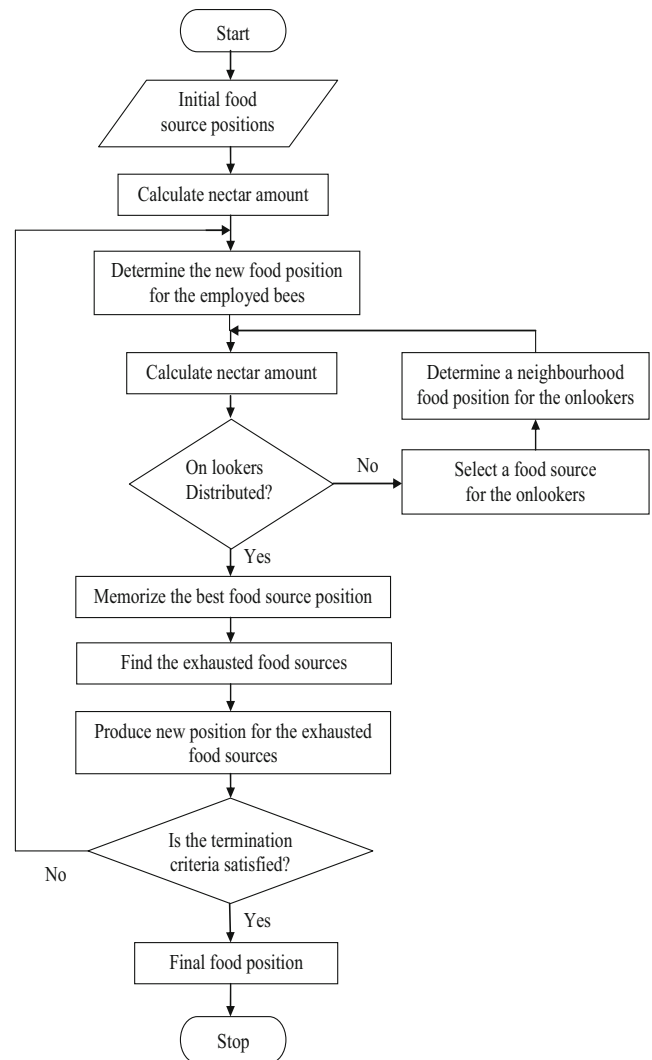 Start
Initial food
source positions
Calculate nectar amount
Determine the new food position
for the employed bees
Calculate nectar amount
Determine a neighbourhood
food position for the onlookers
On lookers
Distributed?
No
Select a food source
for the onlookers
Yes
Memorize the best food source position
Find the exhausted food sources
Produce new position for the exhausted
food sources
Is the termination
criteria satisfied?
No
Yes
Final food position
Stop